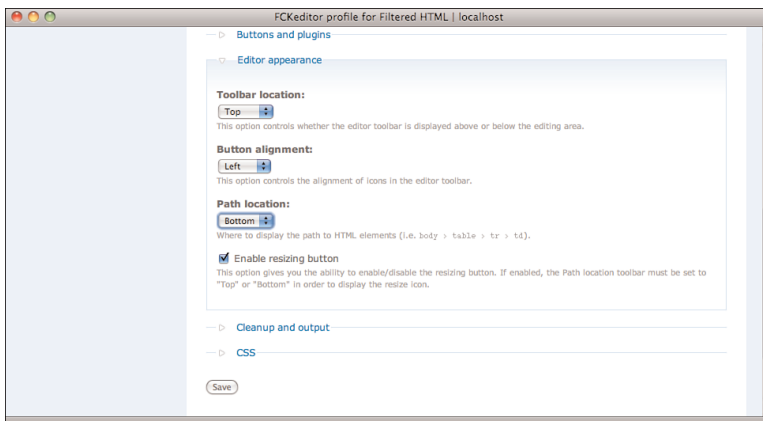 FCKeditor profile for Filtered HTML | localhost
Buttons and plugins
Editor appearance
Toolbar location:
Top
This option controls whether the editor toolbar is displayed above or below the editing area.
Button alignment:
Left
This option controls the alignment of icons in the editor toolbar.
Path location:
Bottom
Where to display the path to HTML elements (i.e. body > table > tr > td).
Enable resizing button
This option gives you the ability to enable/disable the resizing button. If enabled, the Path location toolbar must be set to
"Top" or "Bottom" in order to display the resize icon.
Cleanup and output
CSS
Save